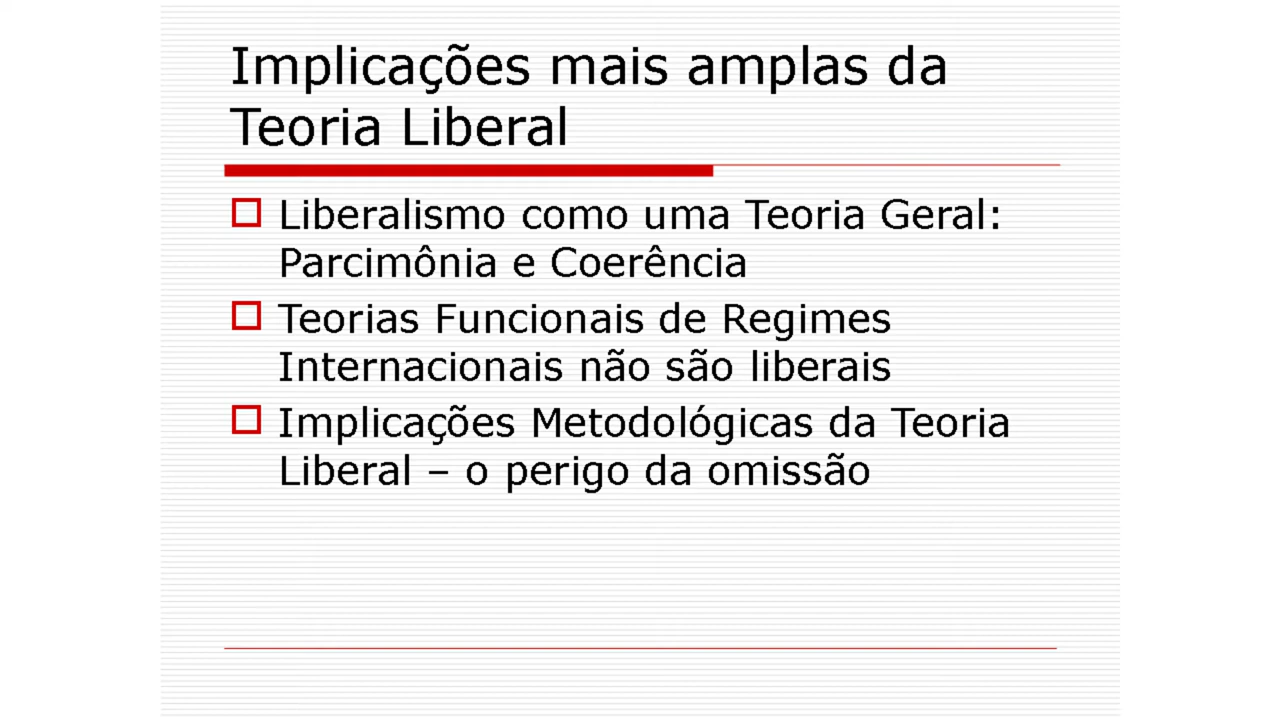 Implicações mais amplas da
Teoria Liberal
Liberalismo como uma Teoria Geral:
Parcimônia e Coerência
Teorias Funcionais de Regimes
Internacionais não são liberais
Implicações Metodológicas da Teoria
Liberal – o perigo da omissão